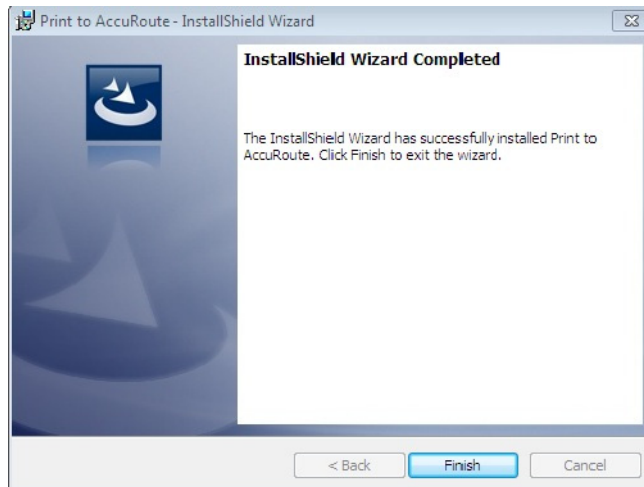 Print to AccuRoute - InstallShield Wizard
InstallShield Wizard Completed
The InstallShield Wizard has successfully installed Print to
AccuRoute. Click Finish to exit the wizard.
< Back
Finish
Cancel